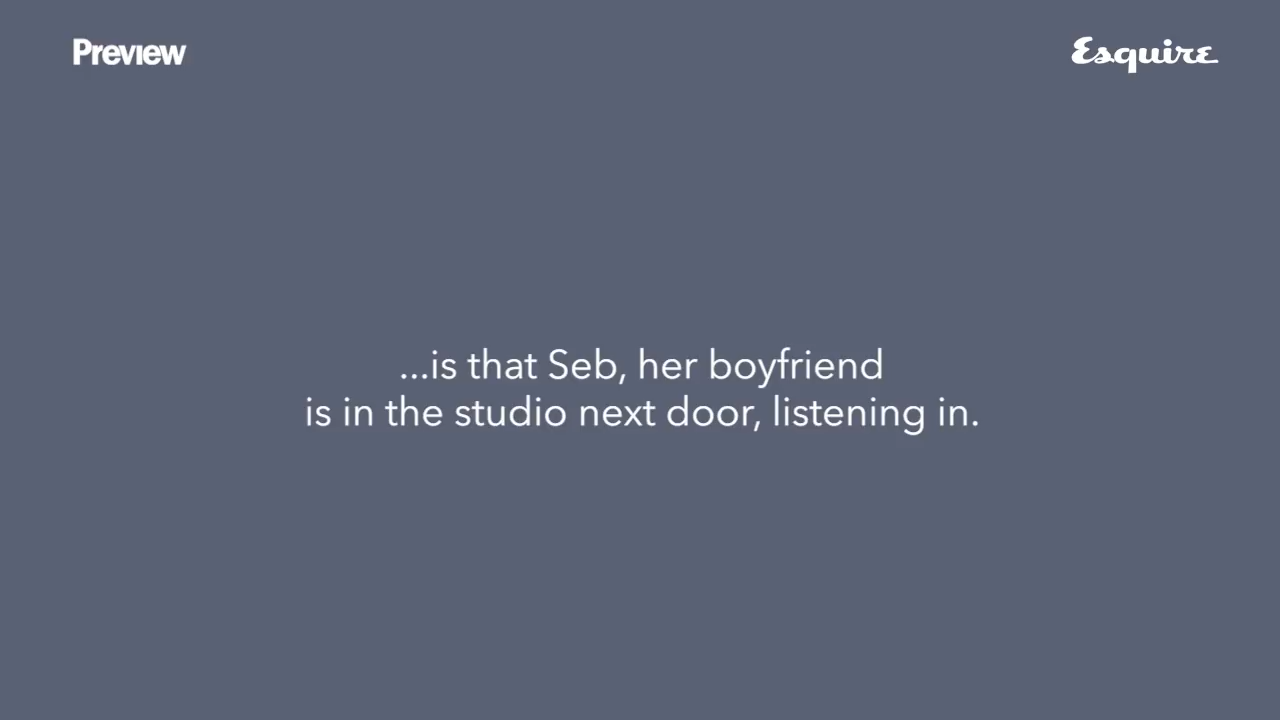 Preview
Esquire
...is that Seb, her boyfriend
is in the studio next door, listening in.